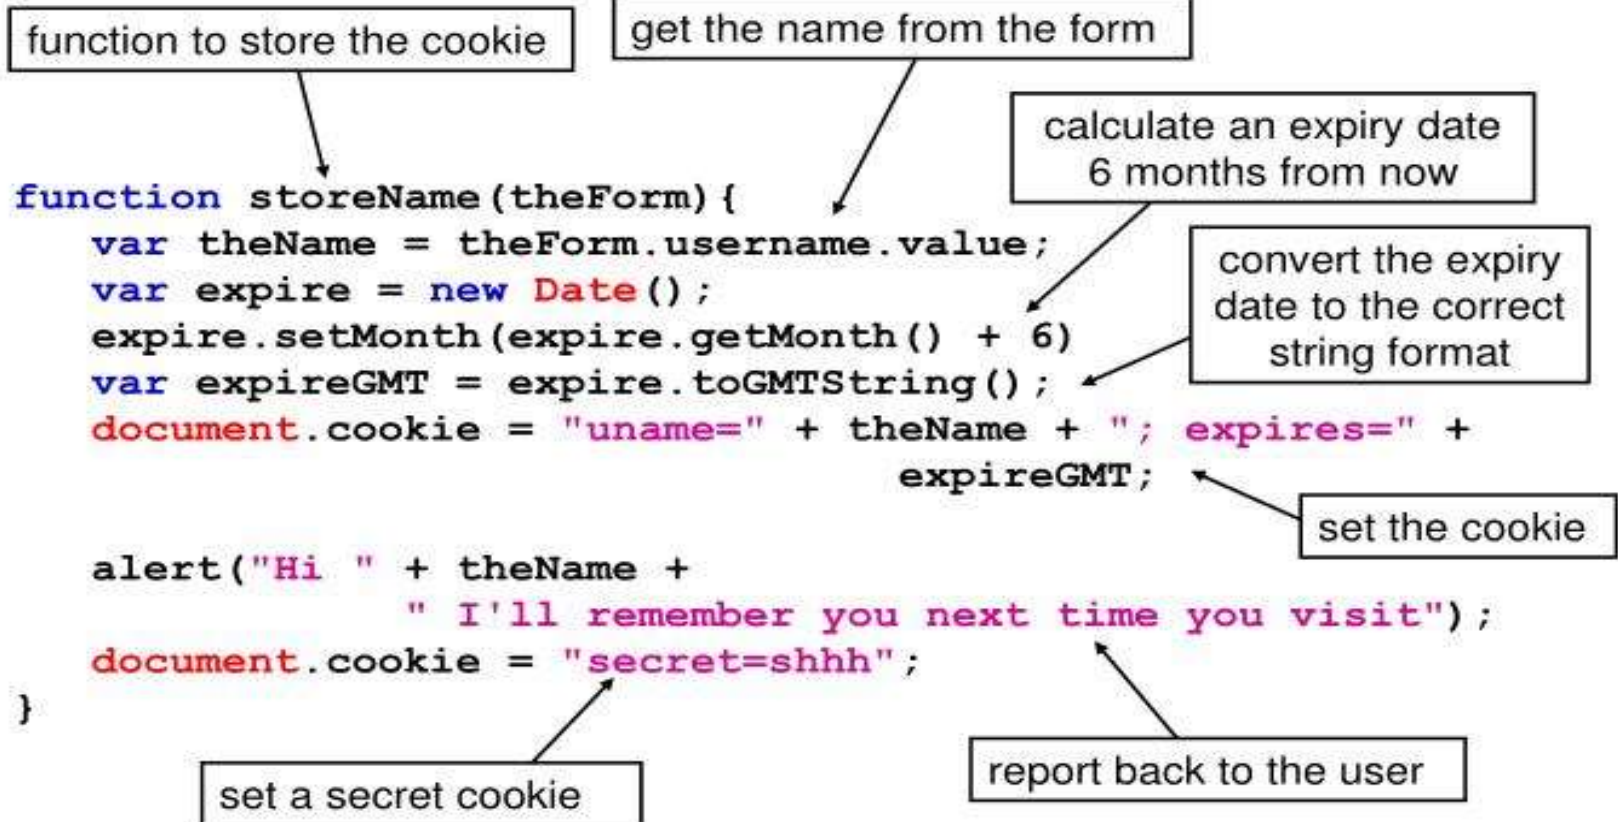 function to store the cookie
get the name from the form
calculate an expiry date
6 months from now
function storeName(theForm){
var theName = theForm.username.value;
var expire = new Date();
expire.setMonth(expire.getMonth() + 6)
var expireGMT = expire.toGMTString();
document.cookie = "uname=" + theName + "; expires=" +
expireGMT;
convert the expiry
date to the correct
string format
set the cookie
alert("Hi " + theName +
" I'll remember you next time you visit");
document.cookie = "secret=shhh";
}
set a secret cookie
report back to the user